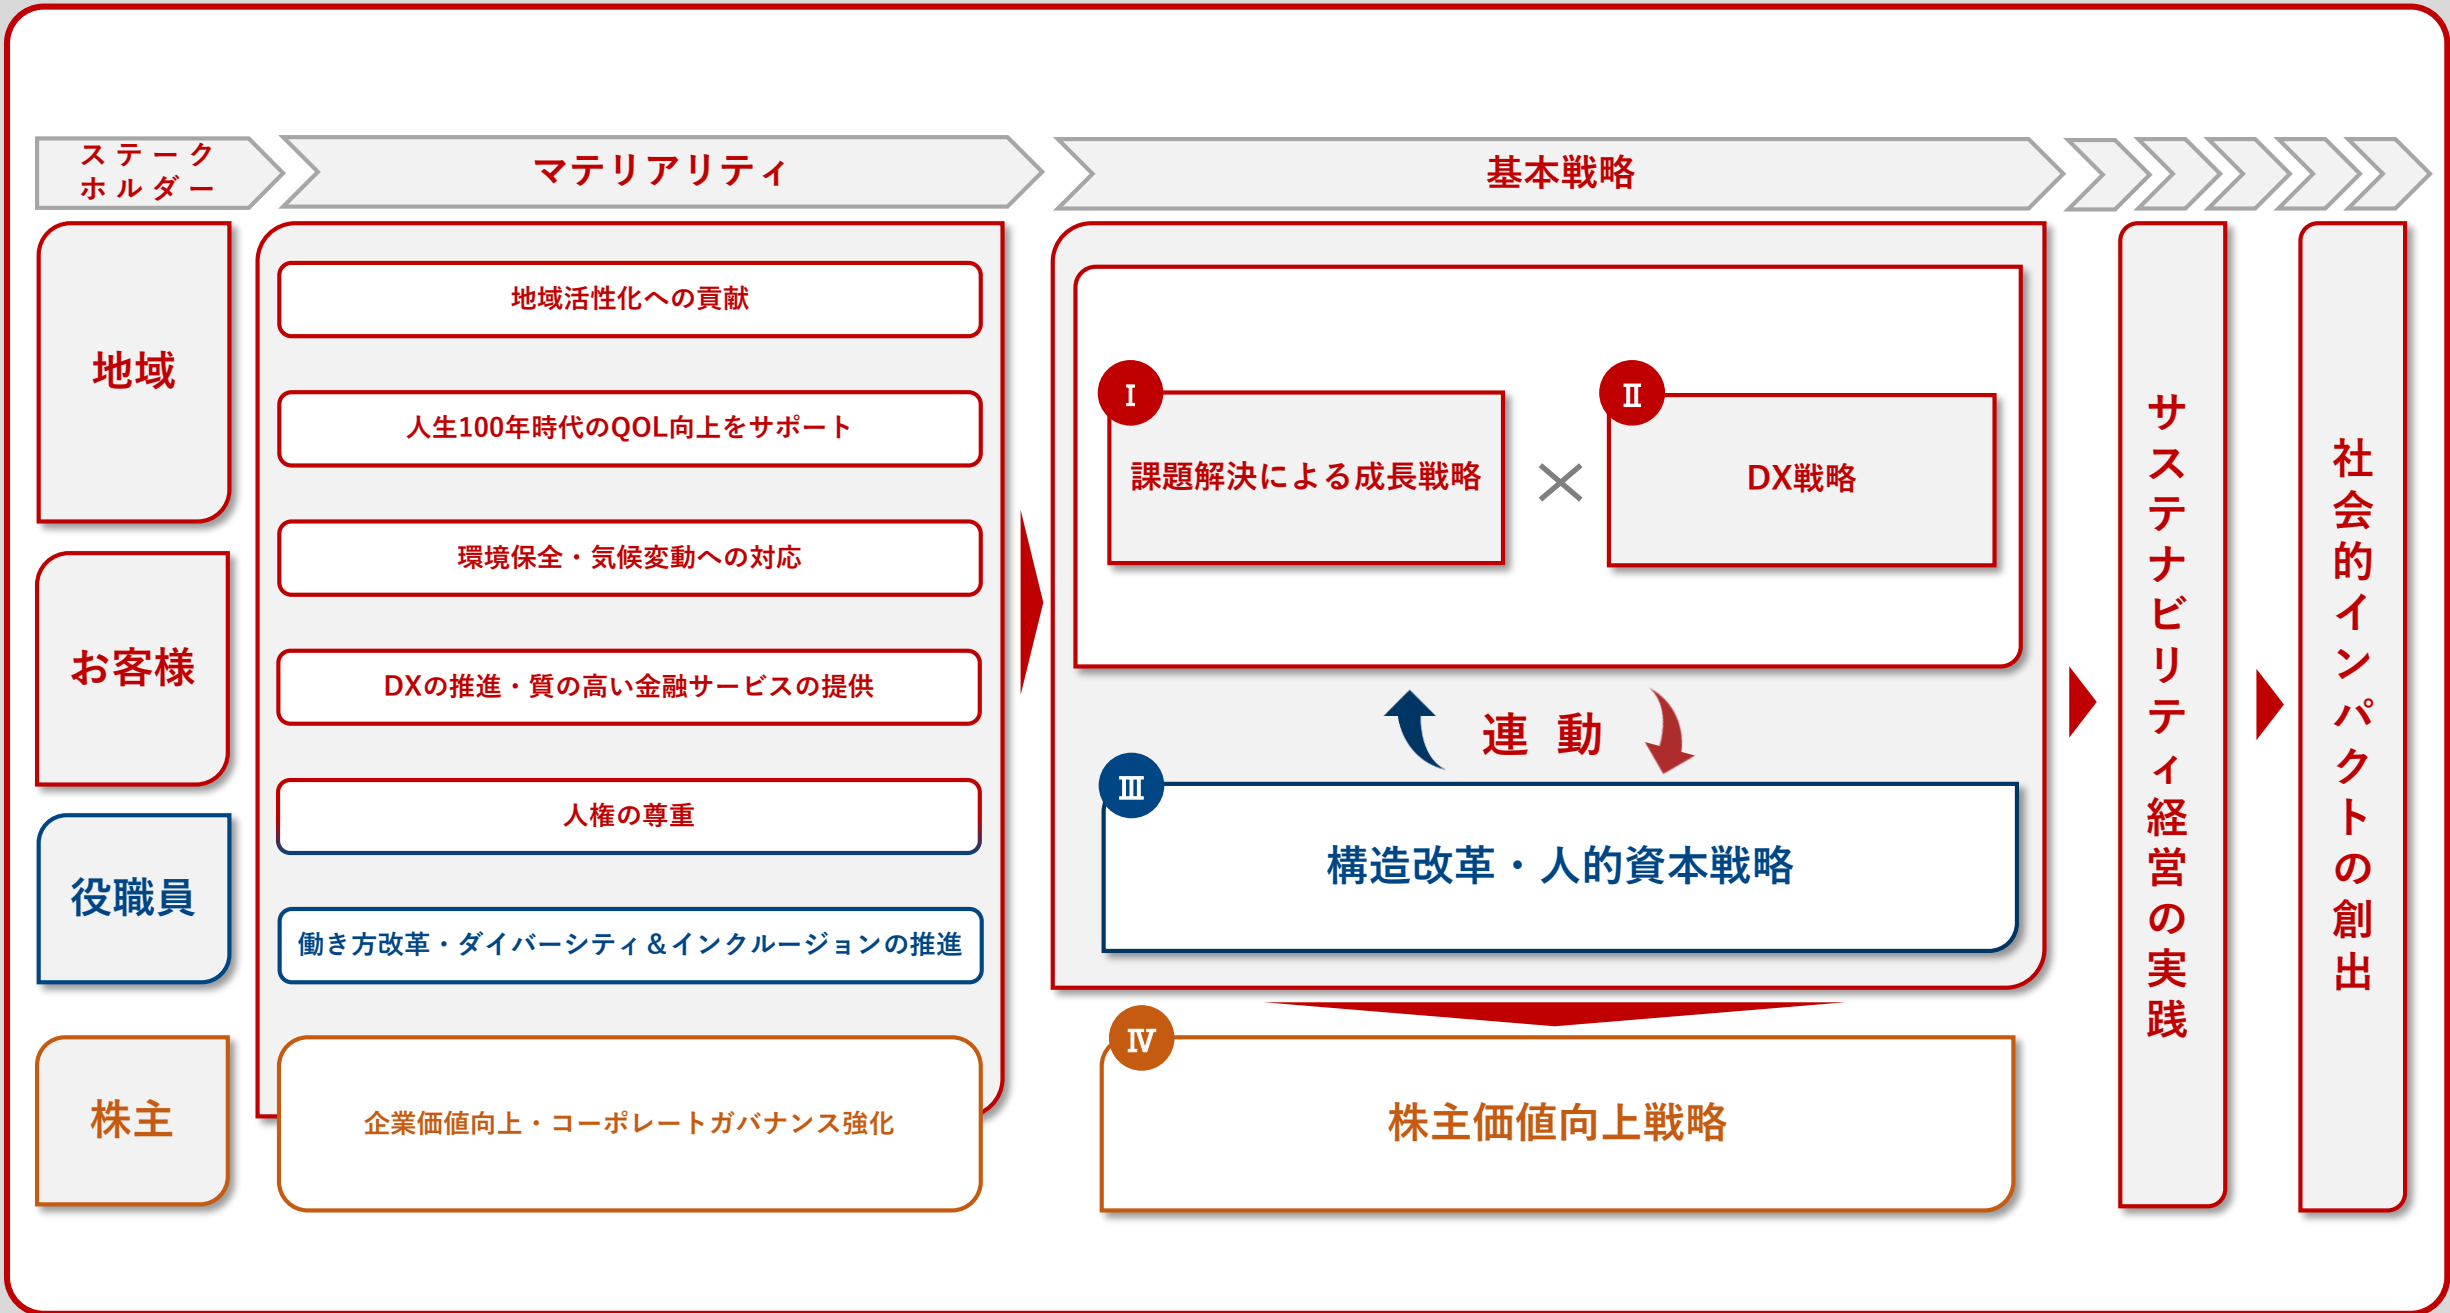 ステーク
ホルダー
マテリアリティ
基本戦略
地域
お客様
役職員
株主
地域活性化への貢献
人生100年時代のQOL向上をサポート
環境保全・気候変動への対応
DXの推進・質の高い金融サービスの提供
人権の尊重
働き方改革・ダイバーシティ＆インクルージョンの推進
企業価値向上・コーポレートガバナンス強化
Ⅰ
課題解決による成長戦略
×
Ⅱ
DX戦略
連動
Ⅲ
構造改革・人的資本戦略
Ⅳ
株主価値向上戦略
サステナビリティ経営の実践
社会的インパクトの創出